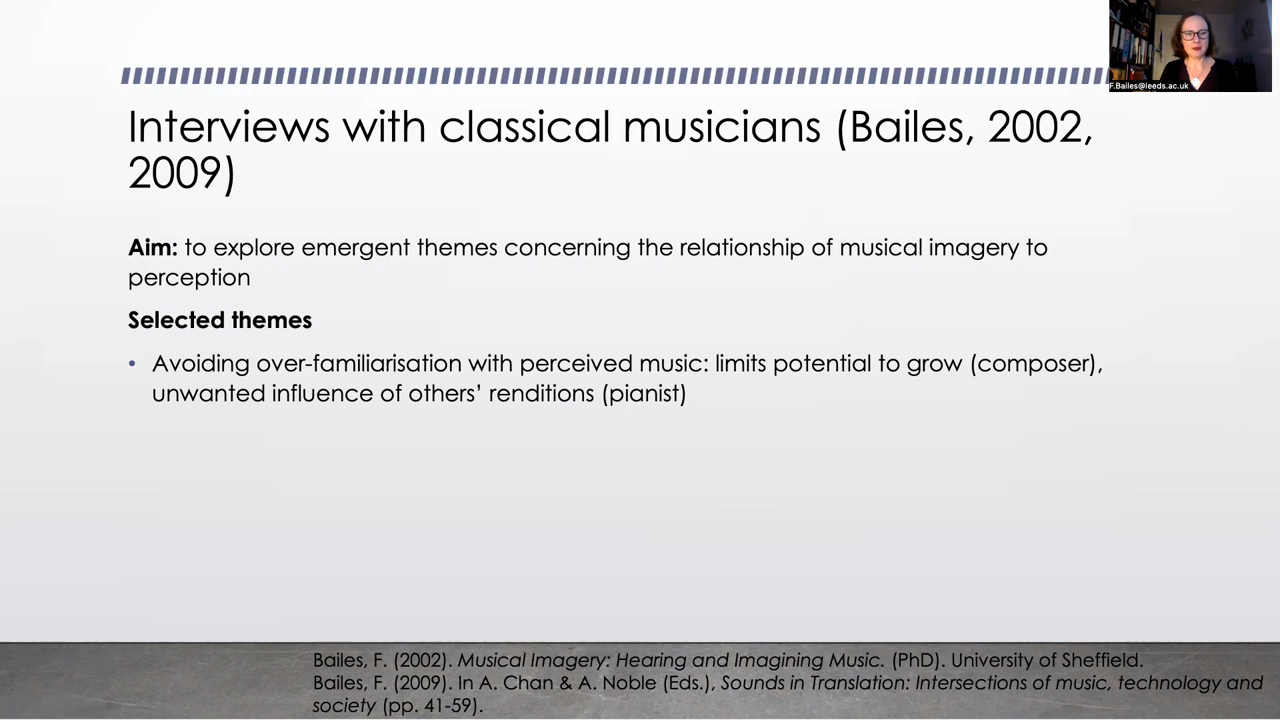 F.Bailes@leeds.ac.uk
Interviews with classical musicians (Bailes, 2002,
2009)
Aim: to explore emergent themes concerning the relationship of musical imagery to
perception
Selected themes
• Avoiding over-familiarisation with perceived music: limits potential to grow (composer),
unwanted influence of others’ renditions (pianist)
Bailes, F. (2002). Musical Imagery: Hearing and Imagining Music. (PhD). University of Sheffield.
Bailes, F. (2009). In A. Chan & A. Noble (Eds.), Sounds in Translation: Intersections of music, technology and
society (pp. 41-59).